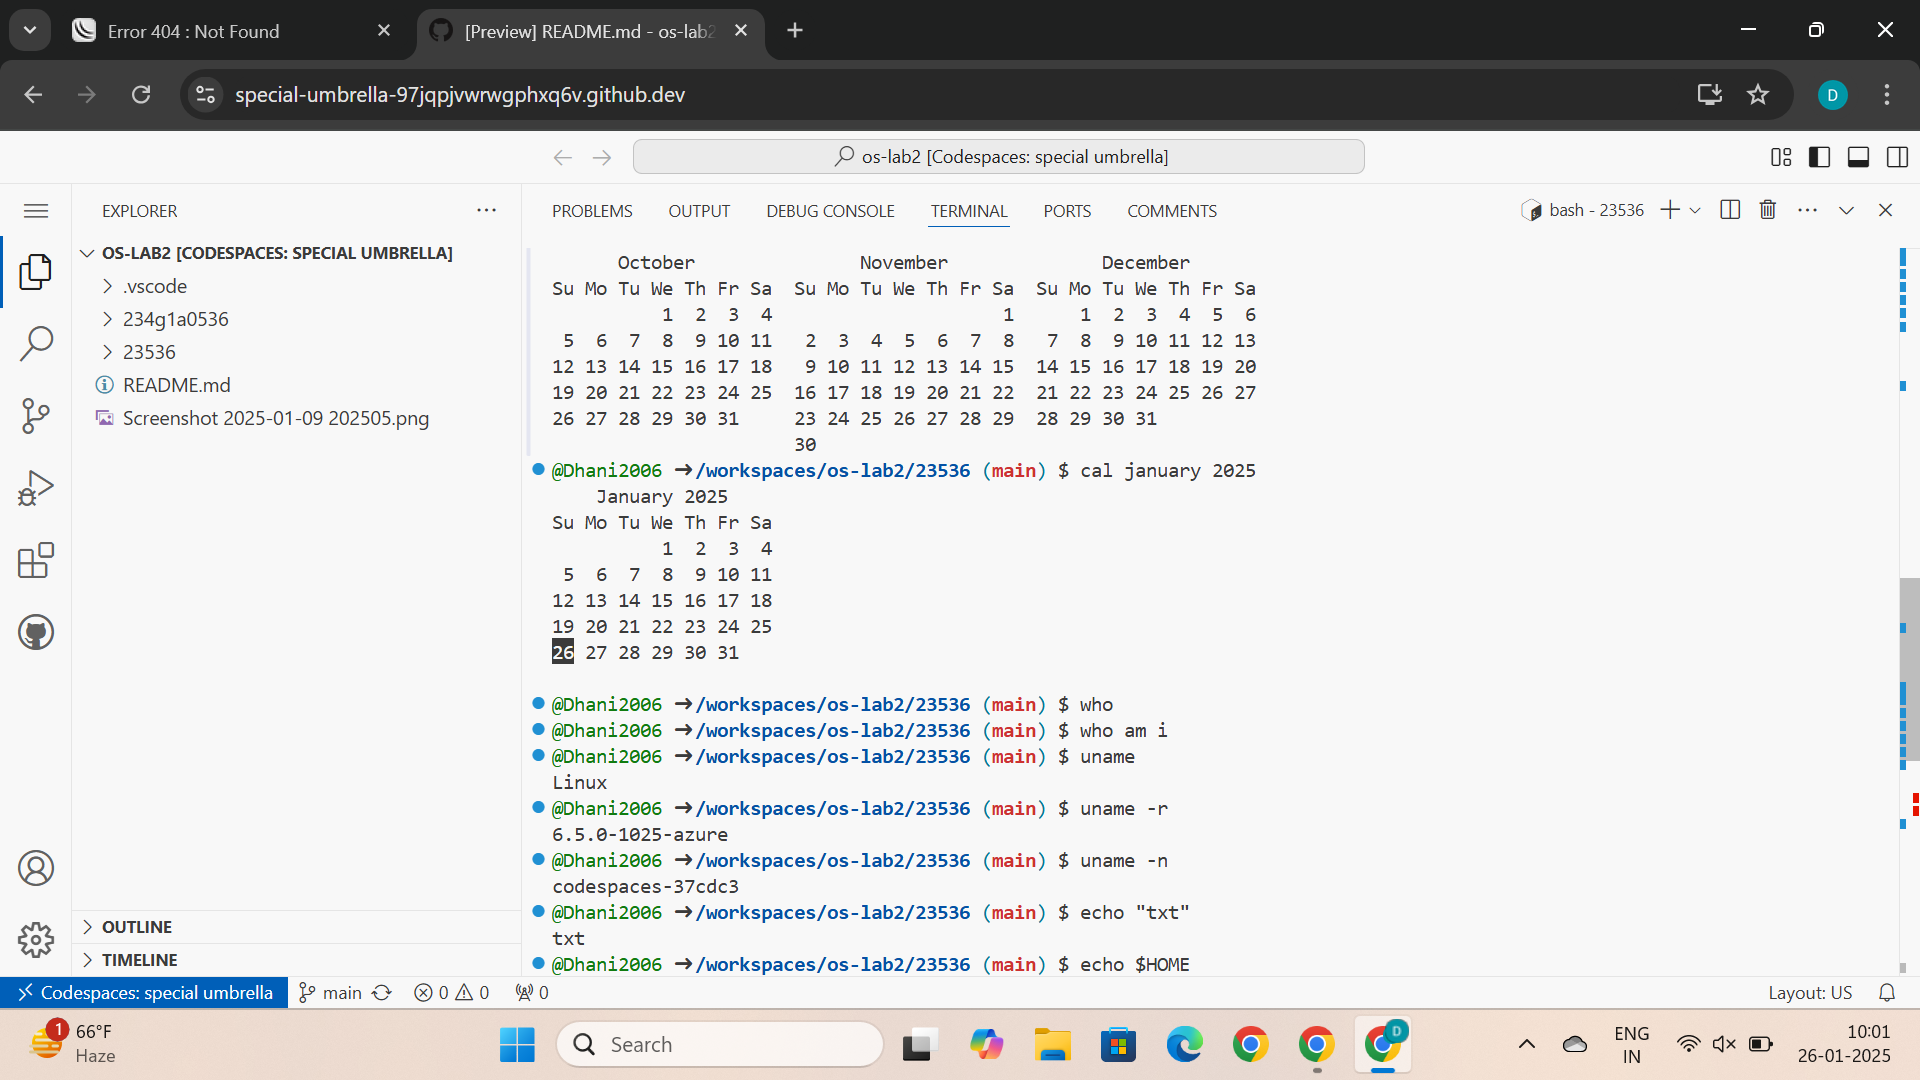 Error 404 : Not Found
[Preview] README.md - os-lab2
special-umbrella-97jqpjvwrwgphxq6v.github.dev
D
os-lab2 [Codespaces: special umbrella]
EXPLORER
PROBLEMS OUTPUT DEBUG CONSOLE TERMINAL PORTS COMMENTS
bash - 23536
OS-LAB2 [CODESPACES: SPECIAL UMBRELLA]
.vscode
234g1a0536
23536
README.md
Screenshot 2025-01-09 202505.png
OUTLINE
TIMELINE
October November December
Su Mo Tu We Th Fr Sa Su Mo Tu We Th Fr Sa Su Mo Tu We Th Fr Sa
1 2 3 4 1 1 2 3 4 5 6
5 6 7 8 9 10 11 2 3 4 5 6 7 8 7 8 9 10 11 12 13
12 13 14 15 16 17 18 9 10 11 12 13 14 15 14 15 16 17 18 19 20
19 20 21 22 23 24 25 16 17 18 19 20 21 22 21 22 23 24 25 26 27
26 27 28 29 30 31 23 24 25 26 27 28 29 28 29 30 31
30
@Dhani2006 ➜/workspaces/os-lab2/23536 (main) $ cal january 2025
January 2025
Su Mo Tu We Th Fr Sa
1 2 3 4
5 6 7 8 9 10 11
12 13 14 15 16 17 18
19 20 21 22 23 24 25
26 27 28 29 30 31
@Dhani2006 ➜/workspaces/os-lab2/23536 (main) $ who
@Dhani2006 ➜/workspaces/os-lab2/23536 (main) $ who am i
@Dhani2006 ➜/workspaces/os-lab2/23536 (main) $ uname
Linux
@Dhani2006 ➜/workspaces/os-lab2/23536 (main) $ uname -r
6.5.0-1025-azure
@Dhani2006 ➜/workspaces/os-lab2/23536 (main) $ uname -n
codespaces-37cdc3
@Dhani2006 ➜/workspaces/os-lab2/23536 (main) $ echo "txt"
txt
@Dhani2006 ➜/workspaces/os-lab2/23536 (main) $ echo $HOME
Codespaces: special umbrella main 0 0 0 Layout: US
1
66°F
Haze
Search
D
ENG
IN
10:01
26-01-2025